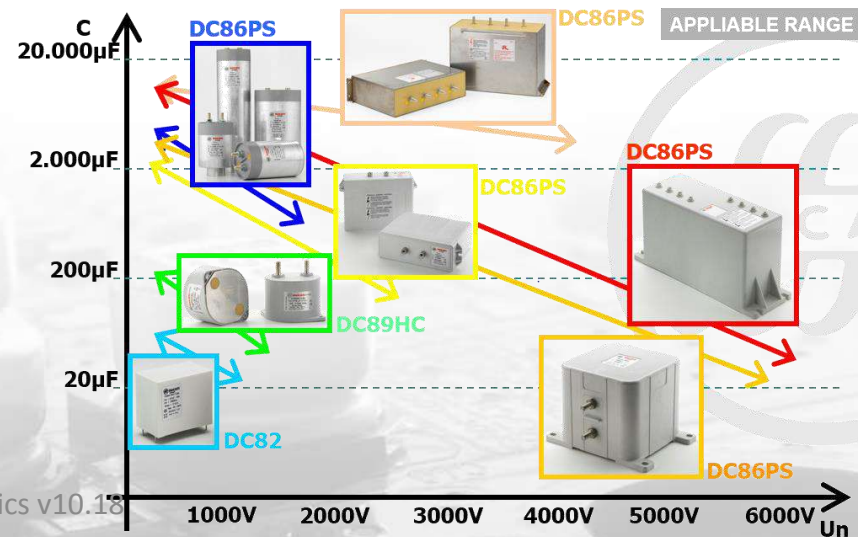 C
20.000µF
2.000µF
200µF
20µF
DC86PS
DC86PS
APPLIABLE RANGE
DC86PS
DC86PS
DC89HC
DC82
DC86PS
ics v10.18
1000V
2000V
3000V
4000V
5000V
6000V
Un